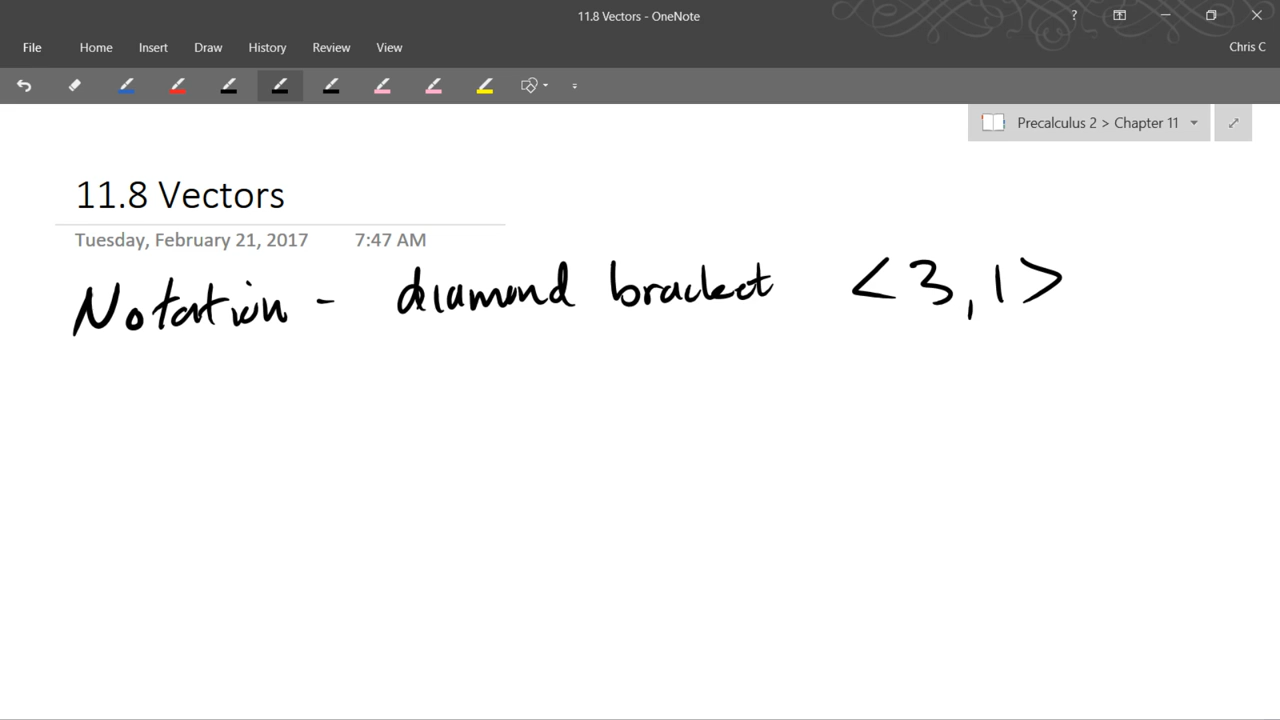 11.8 Vectors - OneNote
?
File Home Insert Draw History Review View
Chris C
Precalculus 2 > Chapter 11
11.8 Vectors
Tuesday, February 21, 2017 7:47 AM
Notation - diamond bracket <3,1>